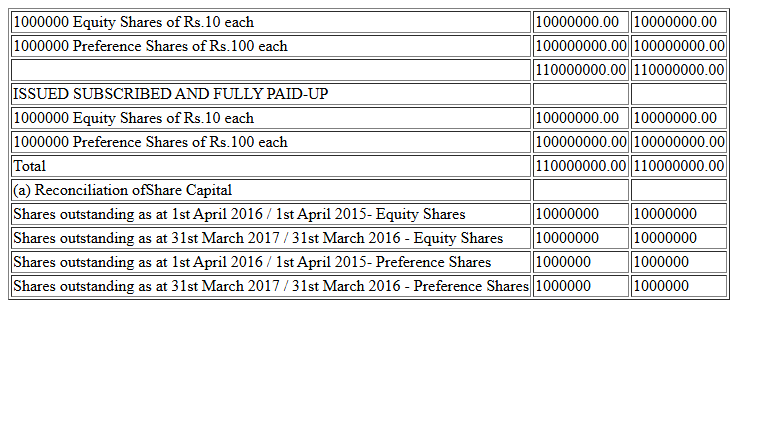 1000000 Equity Shares of Rs.10 each 10000000.00 10000000.00
1000000 Preference Shares of Rs.100 each 100000000.00 100000000.00
110000000.00 110000000.00
ISSUED SUBSCRIBED AND FULLY PAID-UP
1000000 Equity Shares of Rs.10 each 10000000.00 10000000.00
1000000 Preference Shares of Rs.100 each 100000000.00 100000000.00
Total 110000000.00 110000000.00
(a) Reconciliation ofShare Capital
Shares outstanding as at 1st April 2016 / 1st April 2015- Equity Shares 10000000 10000000
Shares outstanding as at 31st March 2017 / 31st March 2016 - Equity Shares 10000000 10000000
Shares outstanding as at 1st April 2016 / 1st April 2015- Preference Shares 1000000 1000000
Shares outstanding as at 31st March 2017 / 31st March 2016 - Preference Shares 1000000 1000000